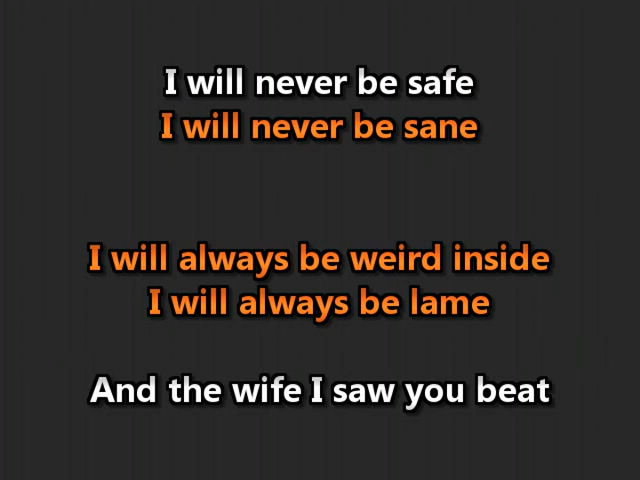 I will never be safe
I will never be sane
I will always be weird inside
I will always be lame
And the wife I saw you beat